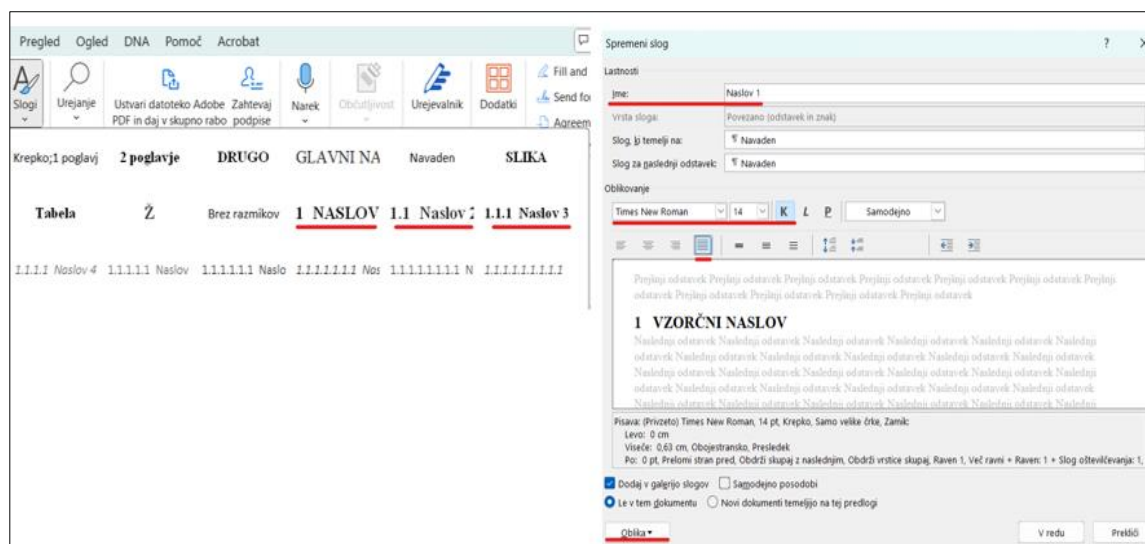 Pregled Ogled DNA Pomoč Acrobat
Slogi
Urejanje
Ustvari datoteko Adobe
PDF in daj v skupno rabo
Zahtevaj
podpise
Narek
Občutljivost
Urejevalnik
Dodatki
Fill and
Send fo
Agreem
Krepko;1 poglavj 2 poglavje DRUGO GLAVNI NA Navaden SLIKA
Tabela Ž Brez razmikov 1 NASLOV 1.1 Naslov 2 1.1.1 Naslov 3
1.1.1.1 Naslov 4 1.1.1.1.1 Naslov 1.1.1.1.1.1 Naslo 1.1.1.1.1.1.1 Nas 1.1.1.1.1.1.1.1 N 1.1.1.1.1.1.1.1.1
Spremeni slog ?
Lastnosti
Ime: Naslov 1
Vrsta sloga: Povezano (odstavek in znak)
Slog, ki temelji na: ¶ Navaden
Slog za naslednji odstavek: ¶ Navaden
Oblikovanje
Times New Roman 14 K L P Samodejno
Prejšnji odstavek Prejšnji odstavek Prejšnji odstavek Prejšnji odstavek Prejšnji odstavek Prejšnji odstavek Prejšnji
odstavek Prejšnji odstavek Prejšnji odstavek Prejšnji odstavek Prejšnji odstavek
1 VZORČNI NASLOV
Naslednji odstavek Naslednji odstavek Naslednji odstavek Naslednji odstavek Naslednji odstavek Naslednji
odstavek Naslednji odstavek Naslednji odstavek Naslednji odstavek Naslednji odstavek
Naslednji odstavek Naslednji odstavek Naslednji odstavek Naslednji odstavek Naslednji
odstavek Naslednji odstavek Naslednji odstavek Naslednji odstavek Naslednji odstavek
Naslednji odstavek Naslednji odstavek Naslednji odstavek Naslednji odstavek Naslednji
Pisava: (Privzeto) Times New Roman, 14 pt, Krepko, Samo velike črke, Zamik:
Levo: 0 cm
Viseče: 0,63 cm, Obojestransko, Presledek
Po: 0 pt, Prelomi stran pred, Obdrži skupaj z naslednjim, Obdrži vrstice skupaj, Raven 1, Več ravni + Raven: 1 + Slog oštevilčevanja: 1,
Dodaj v galerijo slogov Samodejno posodobi
Le v tem dokumentu Novi dokumenti temeljijo na tej predlogi
Oblika V redu Prekliči